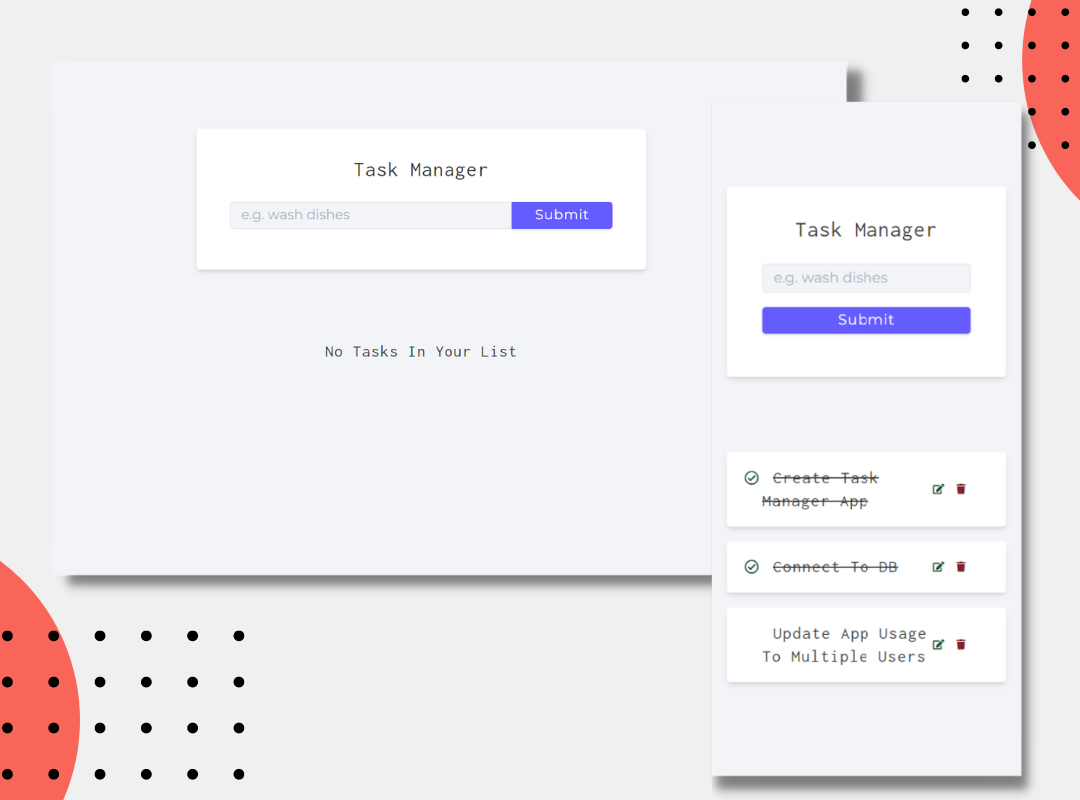 Task Manager
e.g. wash dishes
Submit
No Tasks In Your List
Task Manager
e.g. wash dishes
Submit
Create Task
Manager App
Connect To DB
Update App Usage
To Multiple Users